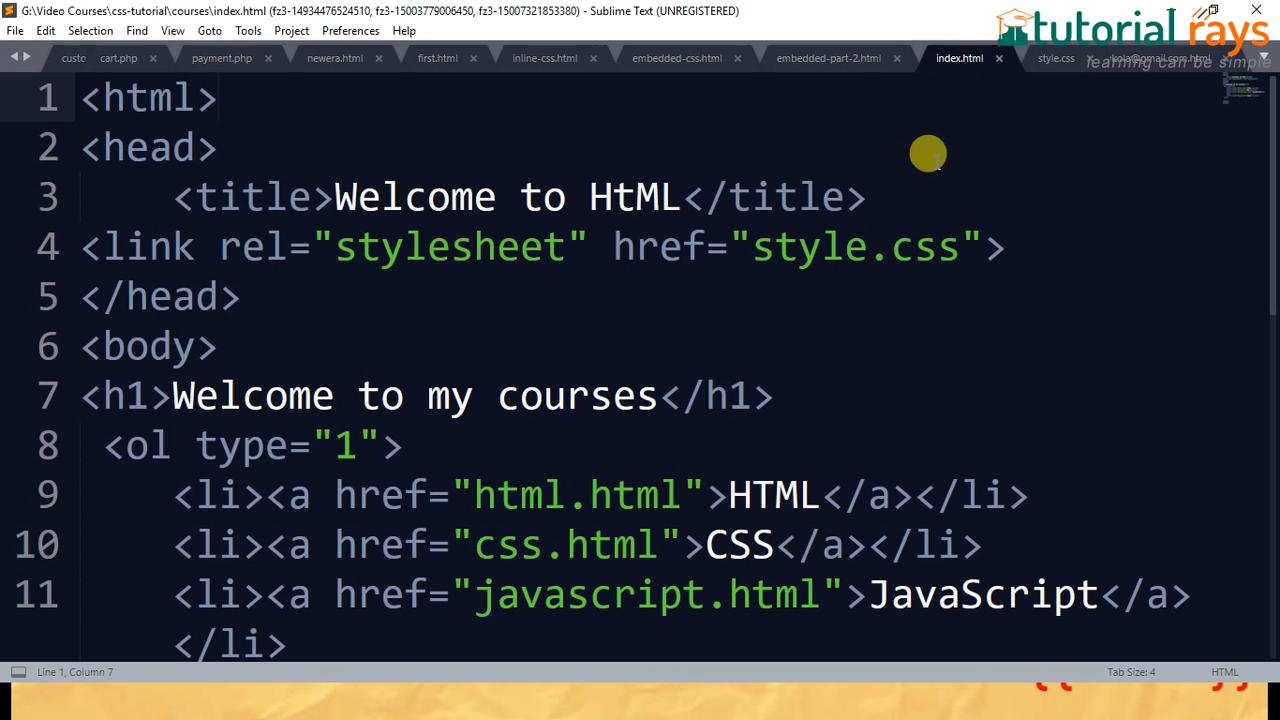 G:\Video Courses\css-tutorial\courses\index.html (fz3-14934476524510, fz3-15003779006450, fz3-15007321853380) - Sublime Text (UNREGISTERED)
tutorial rays
learning can be simple
File Edit Selection Find View Goto Tools Project Preferences Help
custo cart.php payment.php newera.html first.html inline-css.html embedded-css.html embedded-part-2.html index.html style.css
1 <html>
2 <head>
3 <title>Welcome to HtML</title>
4 <link rel="stylesheet" href="style.css">
5 </head>
6 <body>
7 <h1>Welcome to my courses</h1>
8 <ol type="1">
9 <li><a href="html.html">HTML</a></li>
10 <li><a href="css.html">CSS</a></li>
11 <li><a href="javascript.html">JavaScript</a>
</li>
Line 1, Column 7 Tab Size: 4 HTML